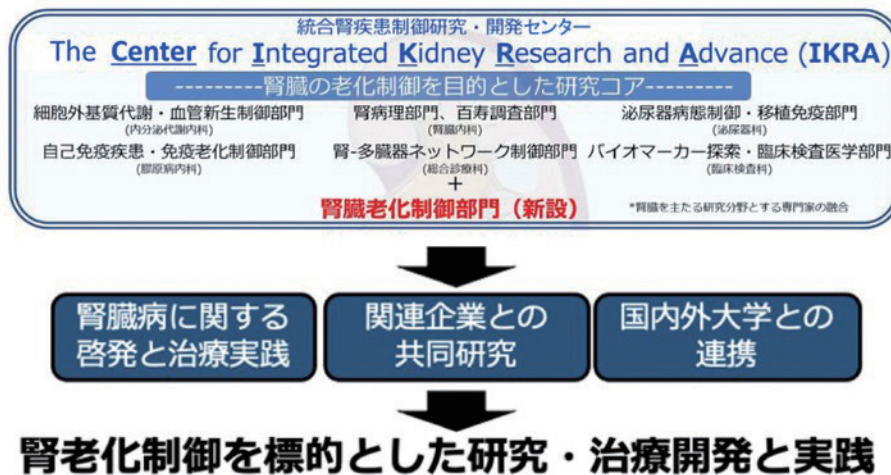 統合腎疾患制御研究・開発センター
The Center for Integrated Kidney Research and Advance (IKRA)
---------腎臓の老化制御を目的とした研究コア---------
細胞外基質代謝・血管新生制御部門 腎病理部門、百寿調査部門 泌尿器病態制御・移植免疫部門
(内分泌代謝内科) (腎臓内科) (泌尿器科)
自己免疫疾患・免疫老化制御部門 腎-多臓器ネットワーク制御部門 バイオマーカー探索・臨床検査医学部門
(膠原病内科) (総合診療科) (臨床検査科)
+
腎臓老化制御部門（新設）
*腎臓を主たる研究分野とする専門家の融合
腎臓病に関する 関連企業との 国内外大学との
啓発と治療実践 共同研究 連携
腎老化制御を標的とした研究・治療開発と実践